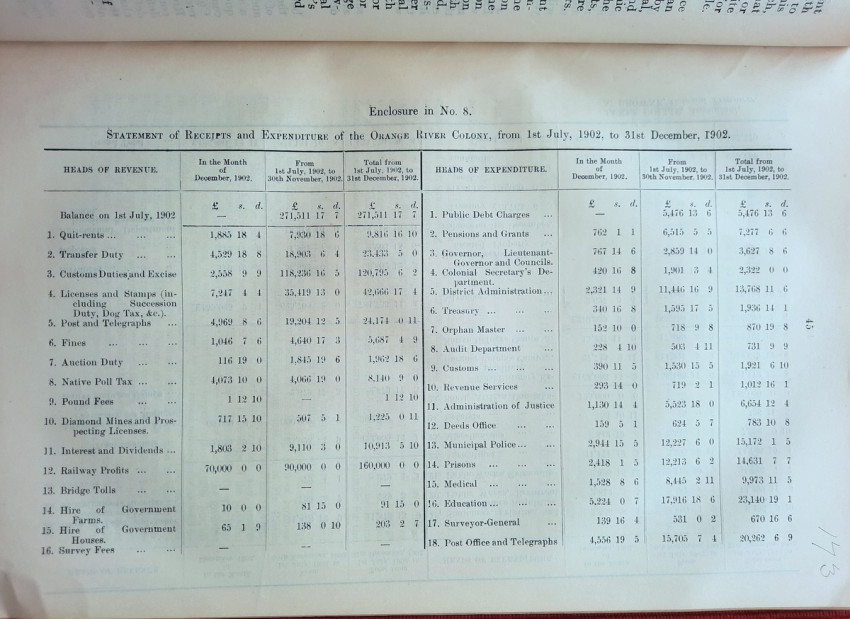 Enclosure in No. 8.
STATEMENT of RECEIPTS and EXPENDITURE of the ORANGE RIVER COLONY, from 1st July, 1902, to 31st December, 1902.
HEADS OF REVENUE. In the Month of December, 1902. From 1st July, 1902, to 30th November, 1902. Total from 1st July, 1902, to 31st December, 1902.
£ s. d. £ s. d. £ s. d.
Balance on 1st July, 1902 — 271,511 17 7 271,511 17 7
1. Quit-rents ... ... ... 1,885 18 4 7,930 18 6 9,816 16 10
2. Transfer Duty ... ... 4,529 18 8 18,903 6 4 23,433 5 0
3. Customs Duties and Excise 2,558 9 9 118,236 16 5 120,795 6 2
4. Licenses and Stamps (in-
cluding Succession
Duty, Dog Tax, &c.). 7,247 4 4 35,419 13 0 42,666 17 4
5. Post and Telegraphs ... 4,969 8 6 19,204 12 5 24,174 0 11
6. Fines ... ... ... 1,046 7 6 4,640 17 3 5,687 4 9
7. Auction Duty ... ... 116 19 0 1,845 19 6 1,962 18 6
8. Native Poll Tax ... ... 4,073 10 0 4,066 19 0 8,140 9 0
9. Pound Fees ... ... 1 12 10 — 1 12 10
10. Diamond Mines and Pros-
pecting Licenses. 717 15 10 507 5 1 1,225 0 11
11. Interest and Dividends ... 1,803 2 10 9,110 3 0 10,913 5 10
12. Railway Profits ... ... 70,000 0 0 90,000 0 0 160,000 0 0
13. Bridge Tolls ... ... — — —
14. Hire of Government
Farms. 10 0 0 81 15 0 91 15 0
15. Hire of Government
Houses. 65 1 9 138 0 10 203 2 7
16. Survey Fees ... ... — — —
HEADS OF EXPENDITURE. In the Month of December, 1902. From 1st July, 1902, to 30th November, 1902. Total from 1st July, 1902, to 31st December, 1902.
£ s. d. £ s. d. £ s. d.
1. Public Debt Charges ... — 5,476 13 6 5,476 13 6
2. Pensions and Grants ... 762 1 1 6,515 5 5 7,277 6 6
3. Governor, Lieutenant-
Governor and Councils. 767 14 6 2,859 14 0 3,627 8 6
4. Colonial Secretary's De-
partment. 420 16 8 1,901 3 4 2,322 0 0
5. District Administration ... 2,321 14 9 11,446 16 9 13,768 11 6
6. Treasury ... ... ... 340 16 8 1,595 17 5 1,936 14 1
7. Orphan Master ... ... 152 10 0 718 9 8 870 19 8
8. Audit Department ... 228 4 10 503 4 11 731 9 9
9. Customs ... ... ... 390 11 5 1,530 15 5 1,921 6 10
10. Revenue Services ... 293 14 0 719 2 1 1,012 16 1
11. Administration of Justice 1,130 14 4 5,523 18 0 6,654 12 4
12. Deeds Office ... ... 159 5 1 624 5 7 783 10 8
13. Municipal Police ... ... 2,944 15 5 12,227 6 0 15,172 1 5
14. Prisons ... ... ... 2,418 1 5 12,213 6 2 14,631 7 7
15. Medical ... ... ... 1,528 8 6 8,445 2 11 9,973 11 5
16. Education ... ... ... 5,224 0 7 17,916 18 6 23,140 19 1
17. Surveyor-General ... 139 16 4 531 0 2 670 16 6
18. Post Office and Telegraphs 4,556 19 5 15,705 7 4 20,262 6 9
45